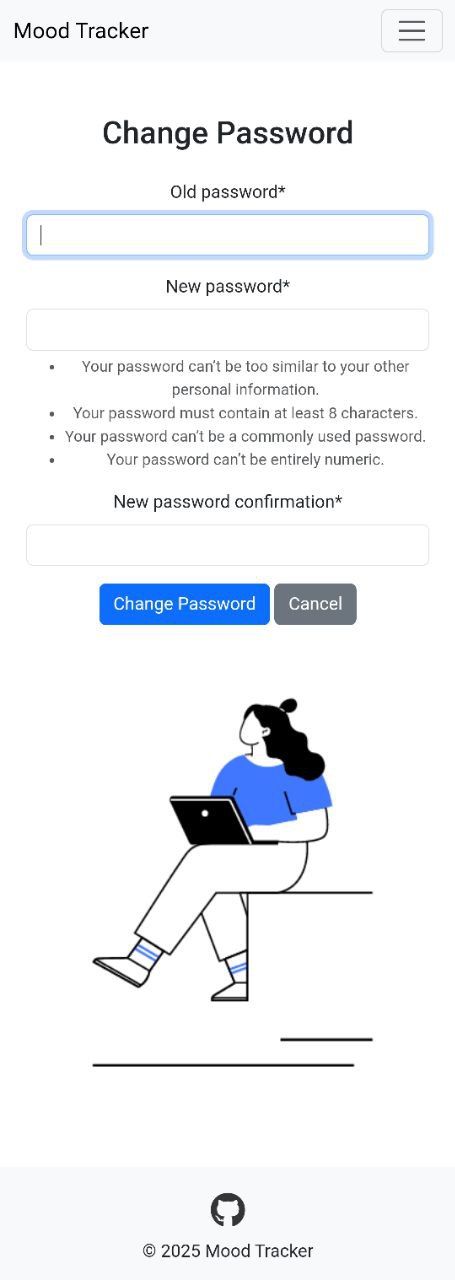 Mood Tracker
Change Password
Old password*
New password*
Your password can’t be too similar to your other
personal information.
Your password must contain at least 8 characters.
Your password can’t be a commonly used password.
Your password can’t be entirely numeric.
New password confirmation*
Change Password
Cancel
© 2025 Mood Tracker